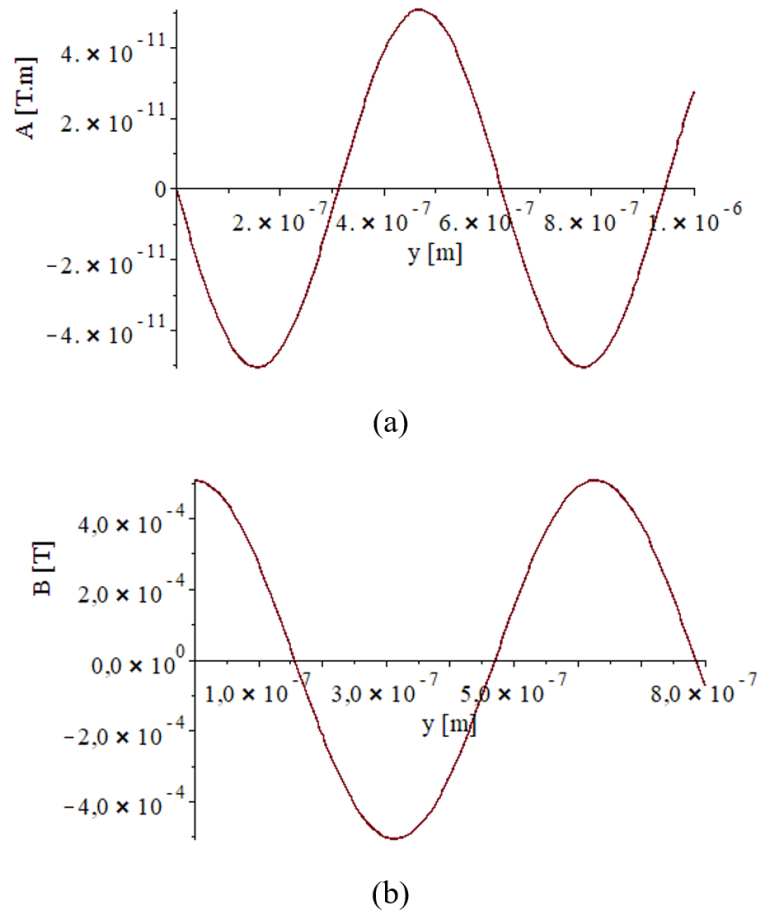 4. × 10⁻¹¹
2. × 10⁻¹¹
A [T.m]
0
2. × 10⁻⁷ 4. × 10⁻⁷ 6. × 10⁻⁷ 8. × 10⁻⁷ 1. × 10⁻⁶
y [m]
−2. × 10⁻¹¹
−4. × 10⁻¹¹
(a)
4,0 × 10⁻⁴
2,0 × 10⁻⁴
B [T]
0,0 × 10⁰
1,0 × 10⁻⁷ 3,0 × 10⁻⁷ 5,0 × 10⁻⁷ 8,0 × 10⁻⁷
y [m]
−2,0 × 10⁻⁴
−4,0 × 10⁻⁴
(b)